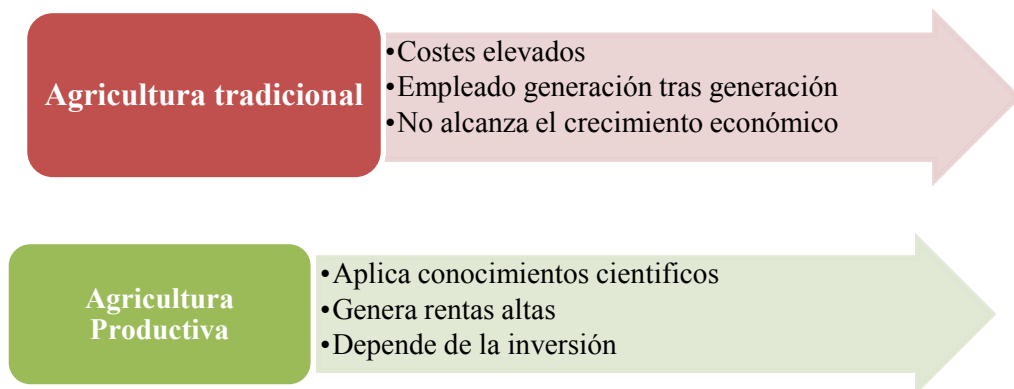 Agricultura tradicional
•Costes elevados
•Empleado generación tras generación
•No alcanza el crecimiento económico
Agricultura
Productiva
•Aplica conocimientos cientificos
•Genera rentas altas
•Depende de la inversión